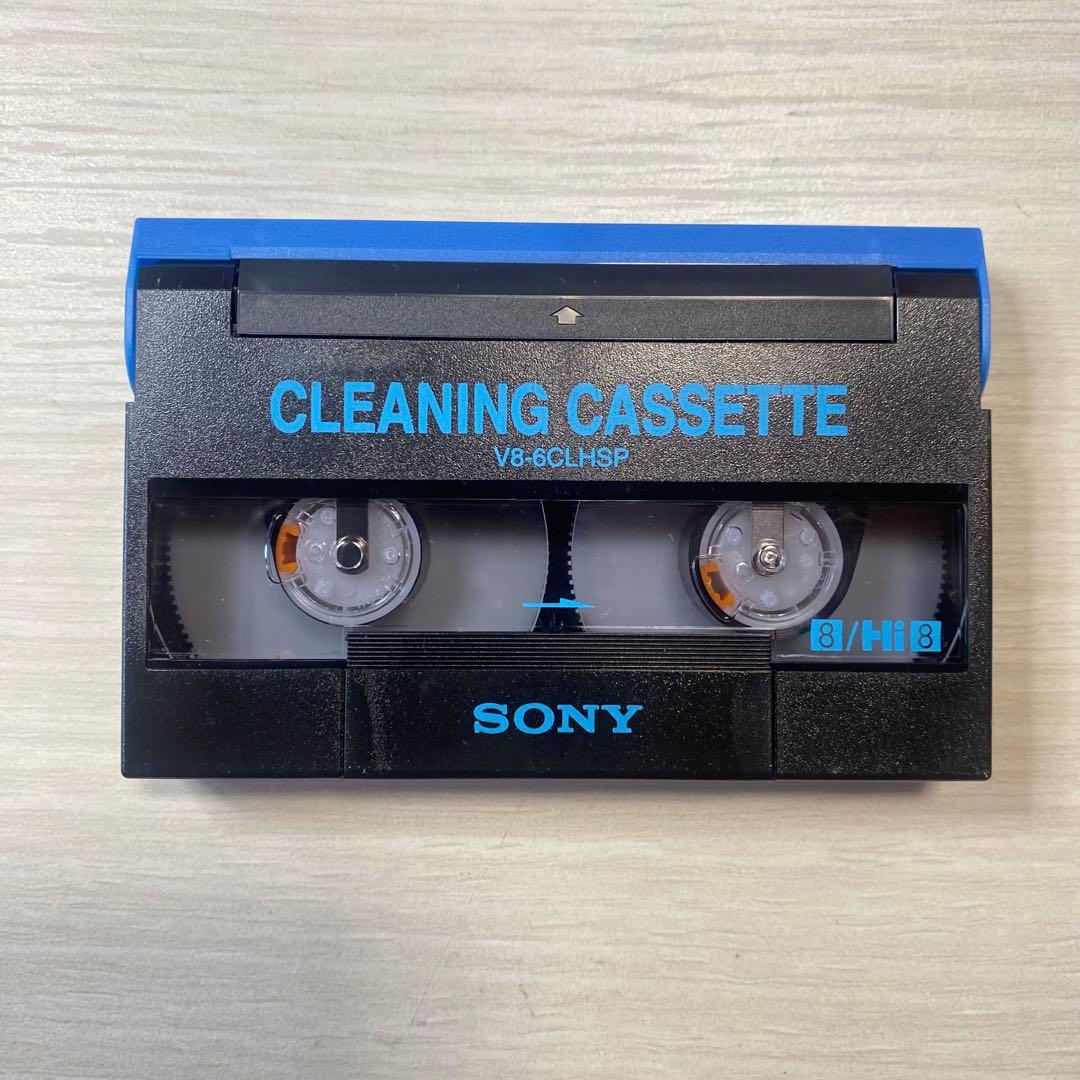 CLEANING CASSETTE
V8-6CLHSP
8/Hi8
SONY